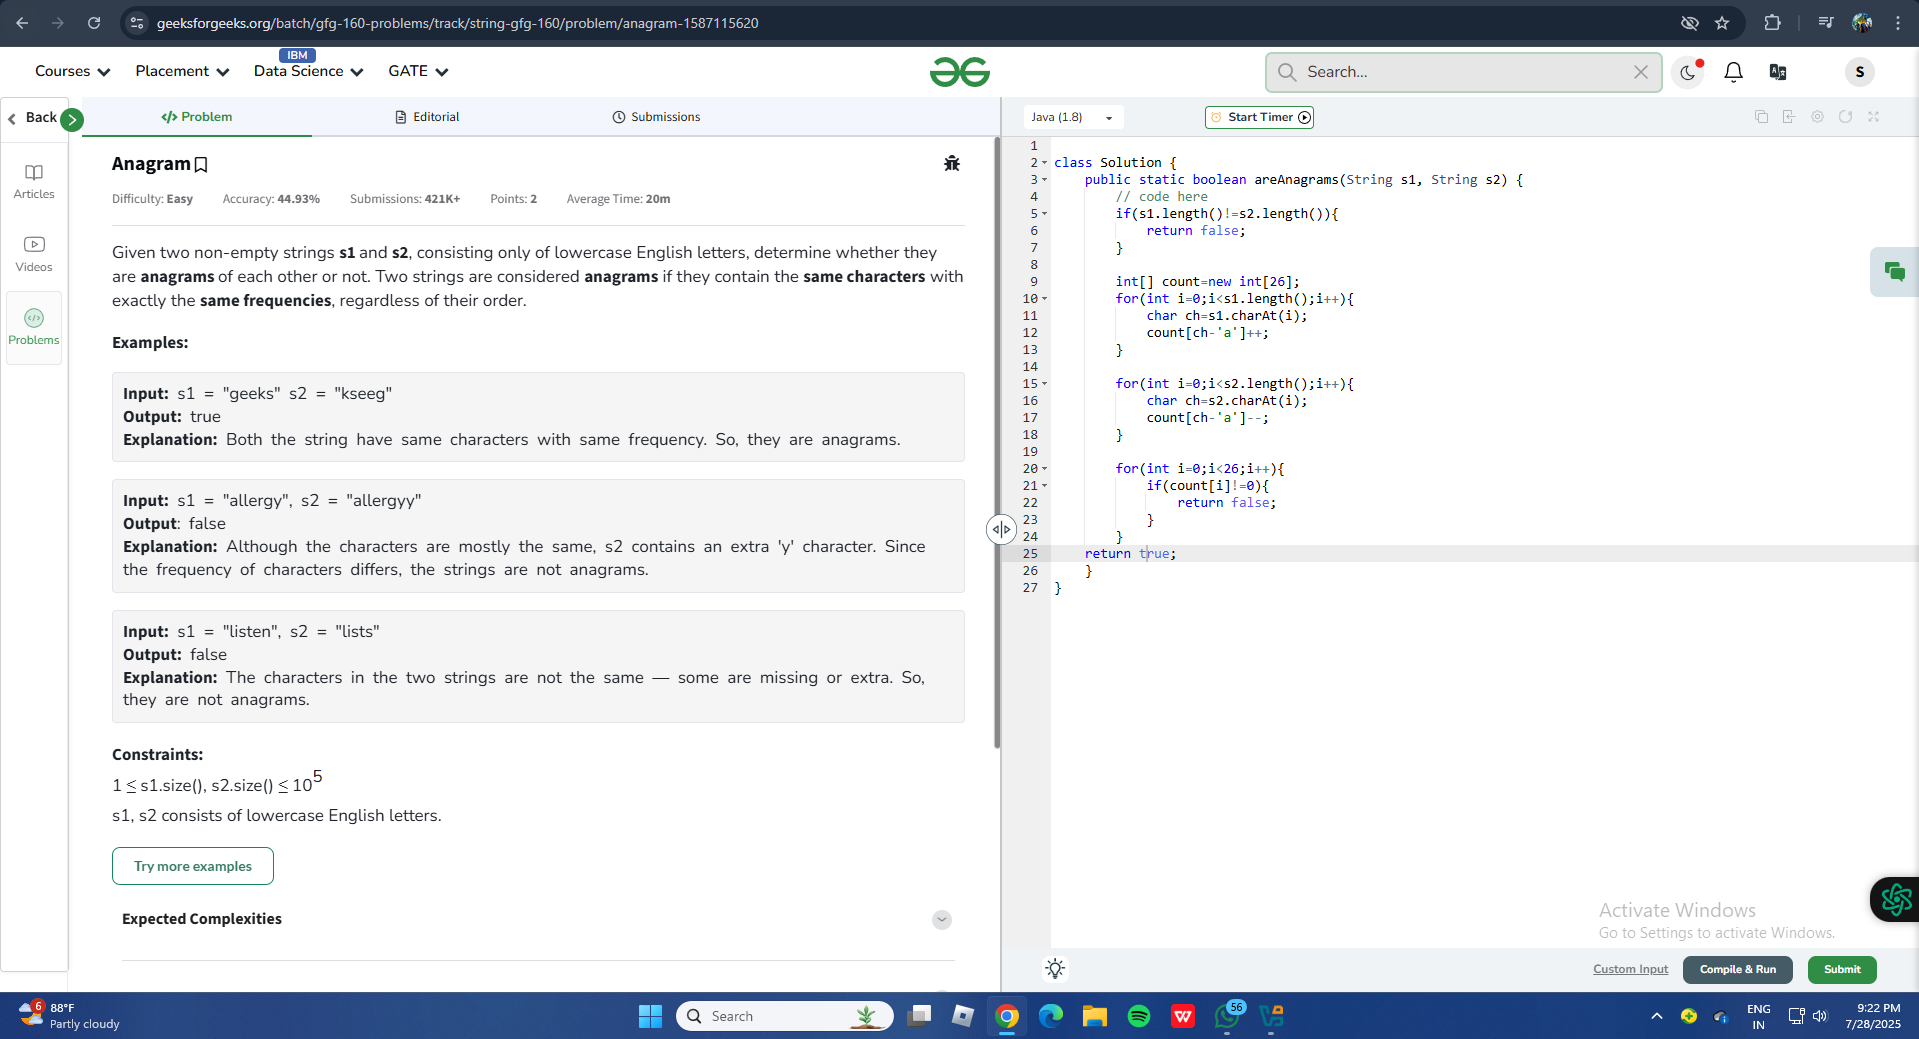 geeksforgeeks.org/batch/gfg-160-problems/track/string-gfg-160/problem/anagram-1587115620
IBM
Courses Placement Data Science GATE
Search...
S
Back
Problem Editorial Submissions
Java (1.8) Start Timer
Articles
Videos
Problems
Anagram
Difficulty: Easy Accuracy: 44.93% Submissions: 421K+ Points: 2 Average Time: 20m
Given two non-empty strings s1 and s2, consisting only of lowercase English letters, determine whether they
are anagrams of each other or not. Two strings are considered anagrams if they contain the same characters with
exactly the same frequencies, regardless of their order.
Examples:
Input: s1 = "geeks" s2 = "kseeg"
Output: true
Explanation: Both the string have same characters with same frequency. So, they are anagrams.
Input: s1 = "allergy", s2 = "allergyy"
Output: false
Explanation: Although the characters are mostly the same, s2 contains an extra 'y' character. Since
the frequency of characters differs, the strings are not anagrams.
Input: s1 = "listen", s2 = "lists"
Output: false
Explanation: The characters in the two strings are not the same — some are missing or extra. So,
they are not anagrams.
Constraints:
1 ≤ s1.size(), s2.size() ≤ 10^5
s1, s2 consists of lowercase English letters.
Try more examples
Expected Complexities
1
2 class Solution {
3     public static boolean areAnagrams(String s1, String s2) {
4         // code here
5         if(s1.length()!=s2.length()){
6             return false;
7         }
8
9         int[] count=new int[26];
10         for(int i=0;i<s1.length();i++){
11             char ch=s1.charAt(i);
12             count[ch-'a']++;
13         }
14
15         for(int i=0;i<s2.length();i++){
16             char ch=s2.charAt(i);
17             count[ch-'a']--;
18         }
19
20         for(int i=0;i<26;i++){
21             if(count[i]!=0){
22                 return false;
23             }
24         }
25     return true;
26     }
27 }
Activate Windows
Go to Settings to activate Windows.
Custom Input Compile & Run Submit
6
88°F
Partly cloudy
Search
56
ENG
IN
9:22 PM
7/28/2025